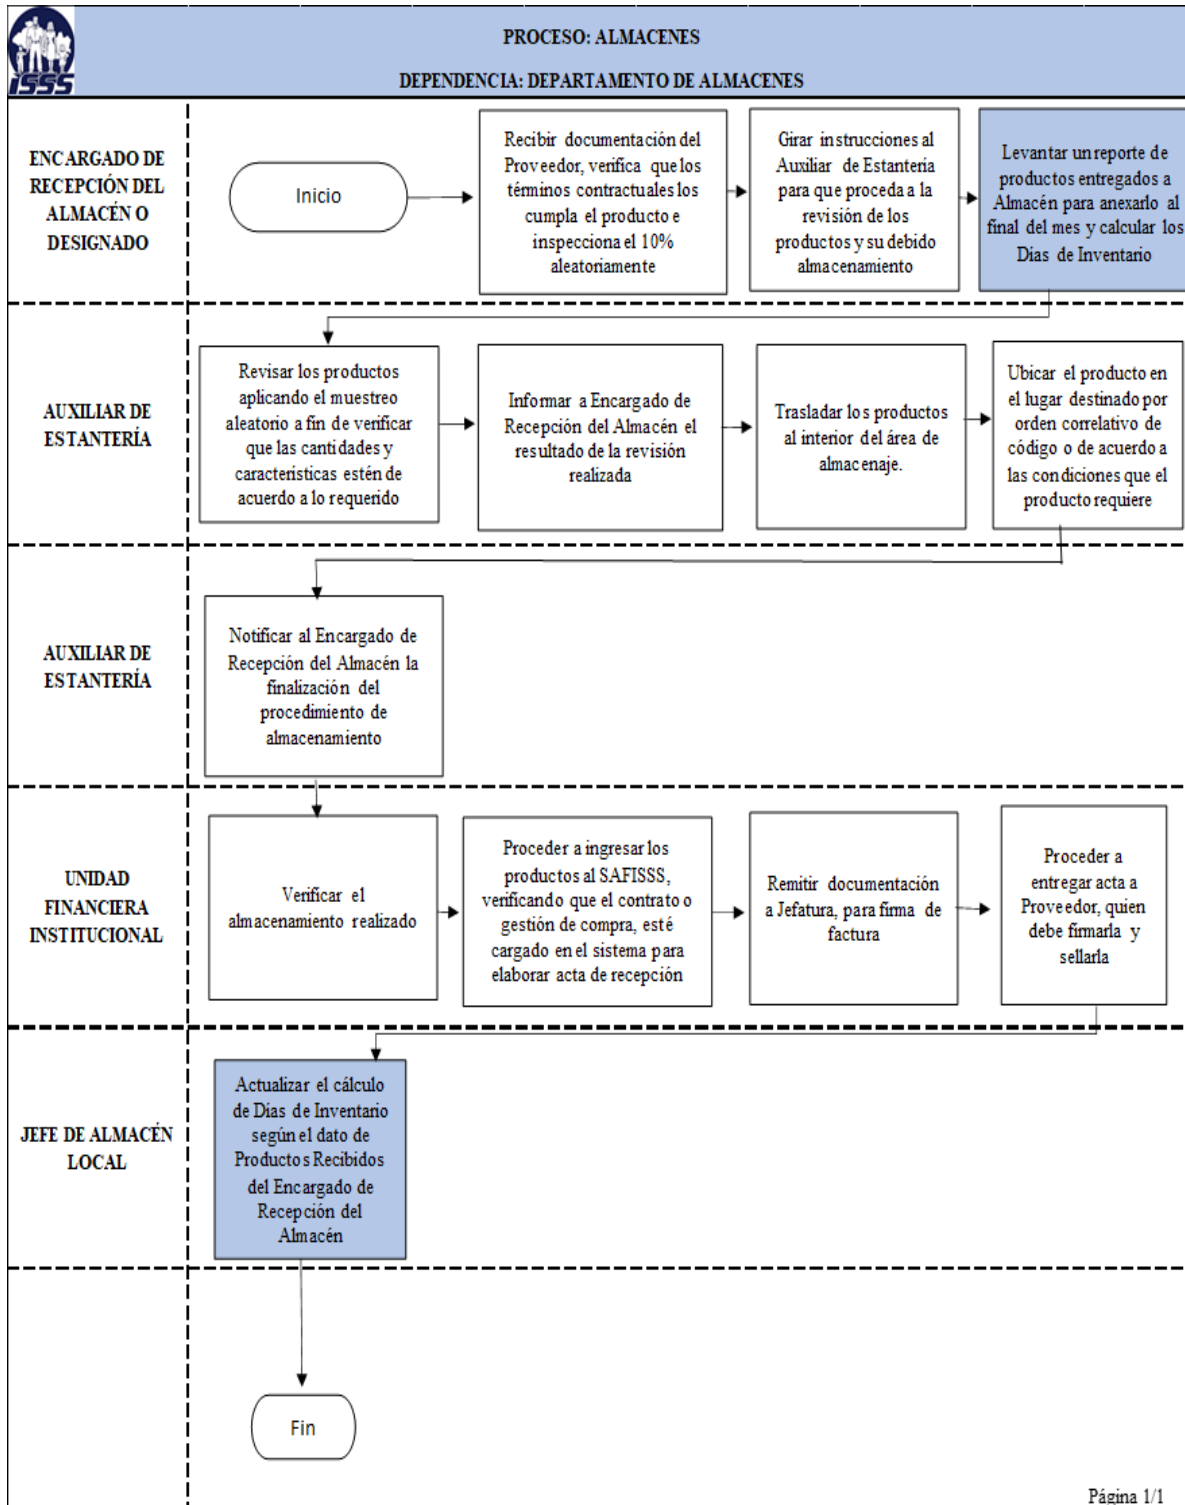 ISSS
PROCESO: ALMACENES
DEPENDENCIA: DEPARTAMENTO DE ALMACENES
ENCARGADO DE
RECEPCIÓN DEL
ALMACÉN O
DESIGNADO
Inicio
Recibir documentación del
Proveedor, verifica que los
términos contractuales los
cumpla el producto e
inspecciona el 10%
aleatoriamente
Girar instrucciones al
Auxiliar de Estantería
para que proceda a la
revisión de los
productos y su debido
almacenamiento
Levantar un reporte de
productos entregados a
Almacén para anexarlo al
final del mes y calcular los
Días de Inventario
AUXILIAR DE
ESTANTERÍA
Revisar los productos
aplicando el muestreo
aleatorio a fin de verificar
que las cantidades y
características estén de
acuerdo a lo requerido
Informar a Encargado de
Recepción del Almacén el
resultado de la revisión
realizada
Trasladar los productos
al interior del área de
almacenaje.
Ubicar el producto en
el lugar destinado por
orden correlativo de
código o de acuerdo a
las condiciones que el
producto requiere
AUXILIAR DE
ESTANTERÍA
Notificar al Encargado de
Recepción del Almacén la
finalización del
procedimiento de
almacenamiento
UNIDAD
FINANCIERA
INSTITUCIONAL
Verificar el
almacenamiento realizado
Proceder a ingresar los
productos al SAFISSS,
verificando que el contrato o
gestión de compra, esté
cargado en el sistema para
elaborar acta de recepción
Remitir documentación
a Jefatura, para firma de
factura
Proceder a
entregar acta a
Proveedor, quien
debe firmarla y
sellarla
JEFE DE ALMACÉN
LOCAL
Actualizar el cálculo
de Días de Inventario
según el dato de
Productos Recibidos
del Encargado de
Recepción del
Almacén
Fin
Página 1/1